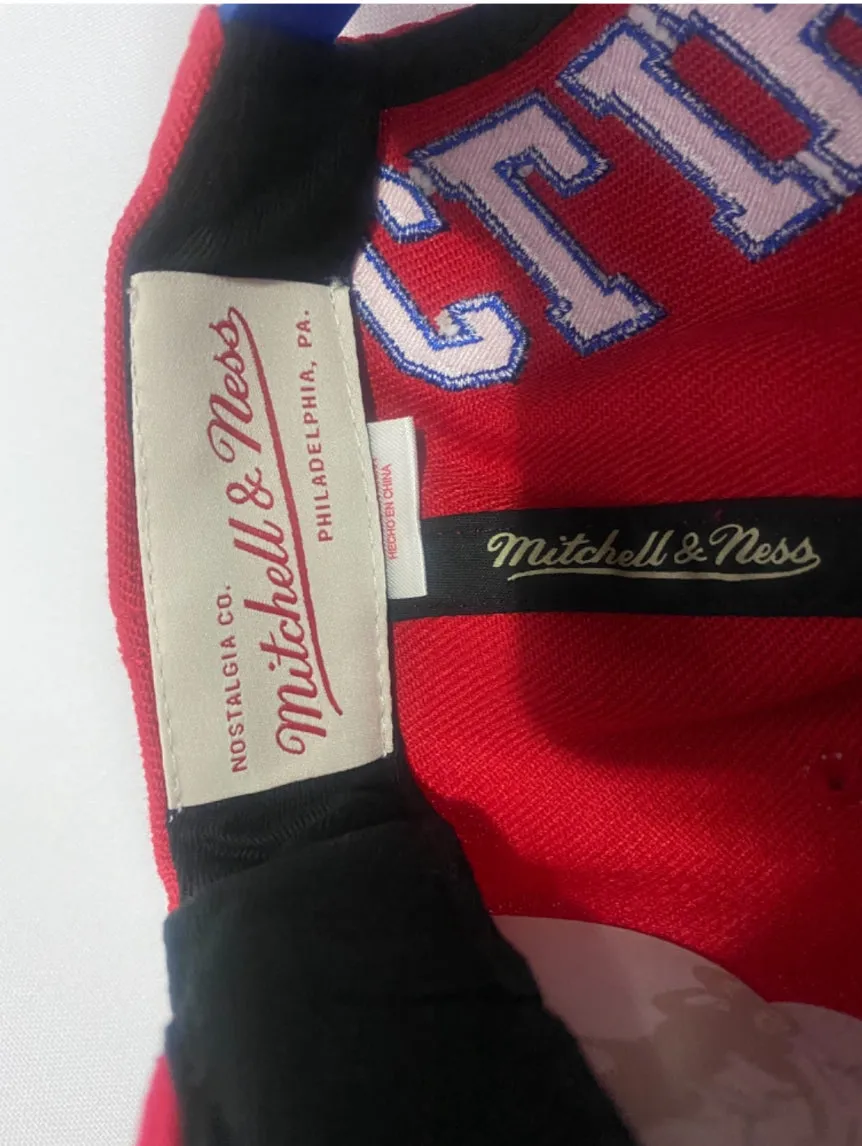 NOSTALGIA CO.
Mitchell & Ness
PHILADELPHIA, PA.
HECHO EN CHINA
Mitchell & Ness